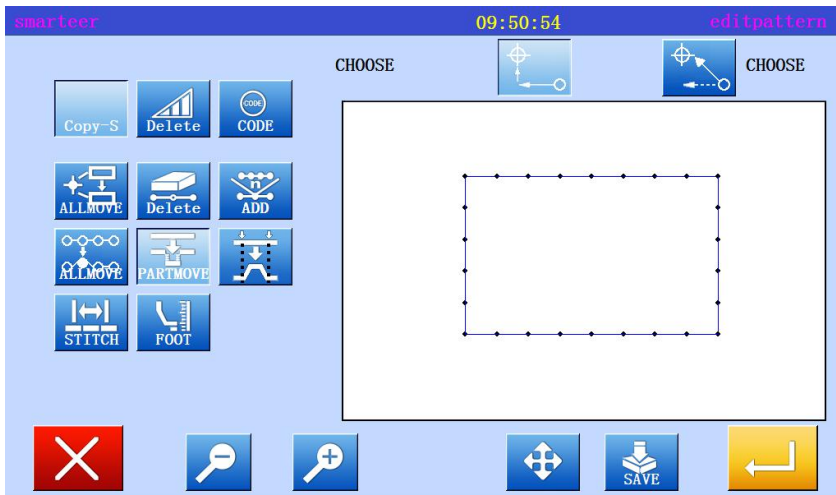 smarteer 09:50:54 editpattern
CHOOSE CHOOSE
Copy-S Delete CODE CODE
ALLMOVE Delete n ADD
ALLMOVE PARTMOVE
STITCH FOOT
SAVE